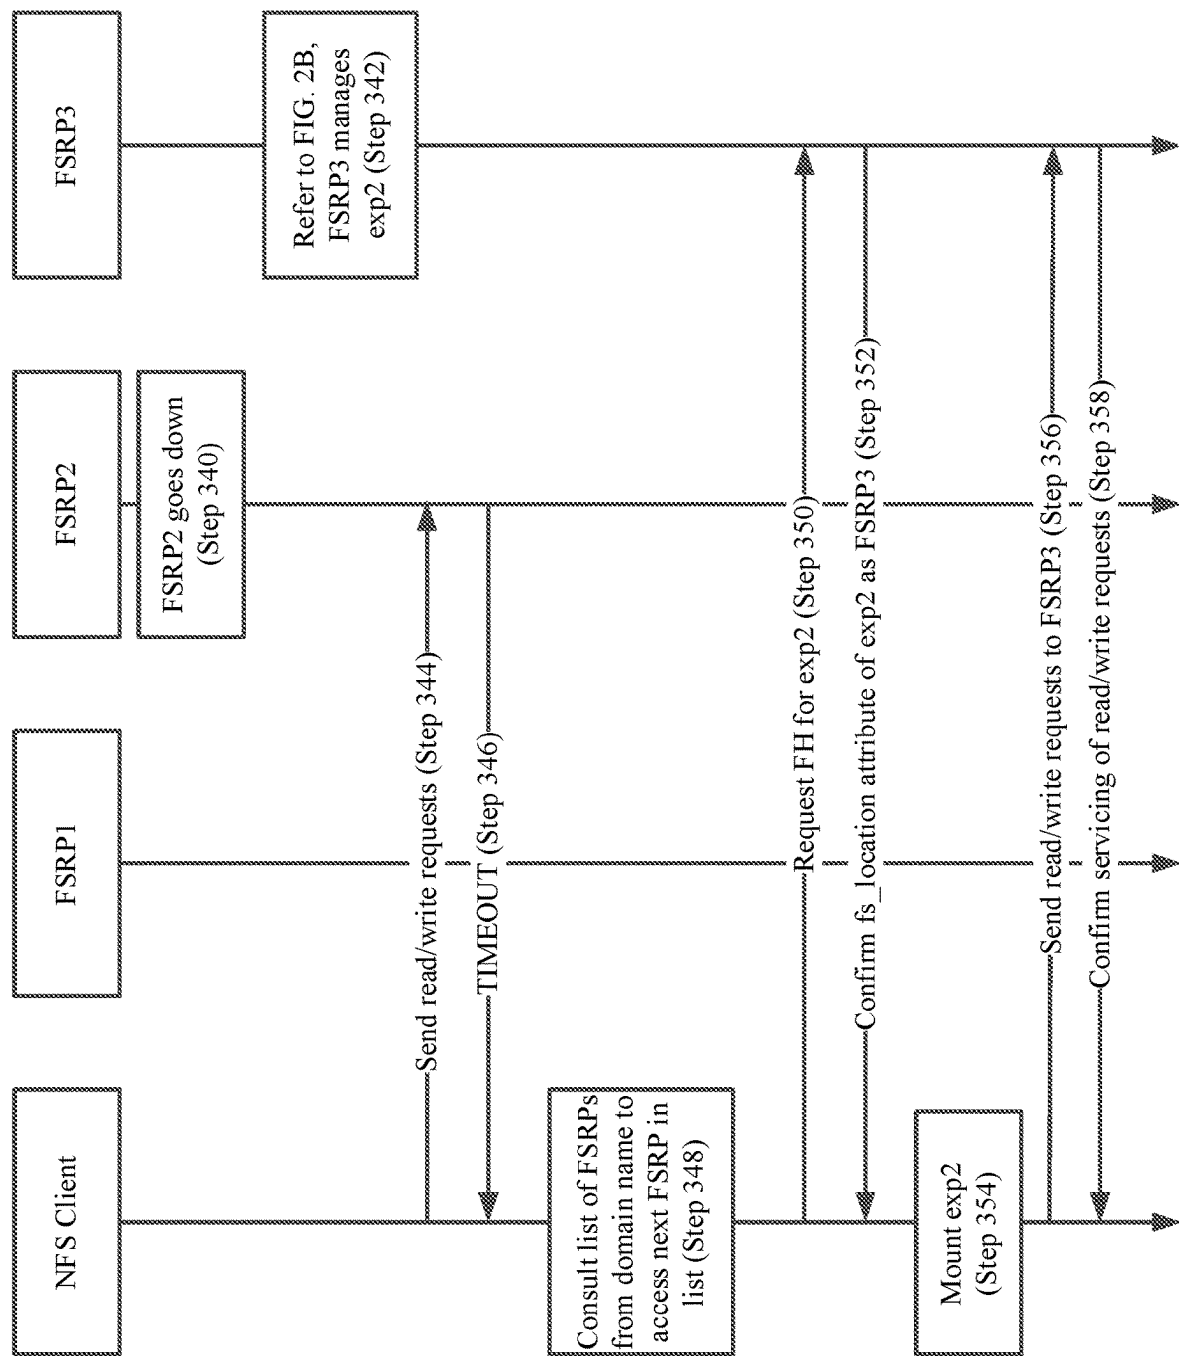 NFS Client
FSRP1
FSRP2
FSRP3
FSRP2 goes down
(Step 340)
Refer to FIG. 2B,
FSRP3 manages
exp2 (Step 342)
Send read/write requests (Step 344)
TIMEOUT (Step 346)
Consult list of FSRPs
from domain name to
access next FSRP in
list (Step 348)
Request FH for exp2 (Step 350)
Confirm fs_location attribute of exp2 as FSRP3 (Step 352)
Mount exp2
(Step 354)
Send read/write requests to FSRP3 (Step 356)
Confirm servicing of read/write requests (Step 358)